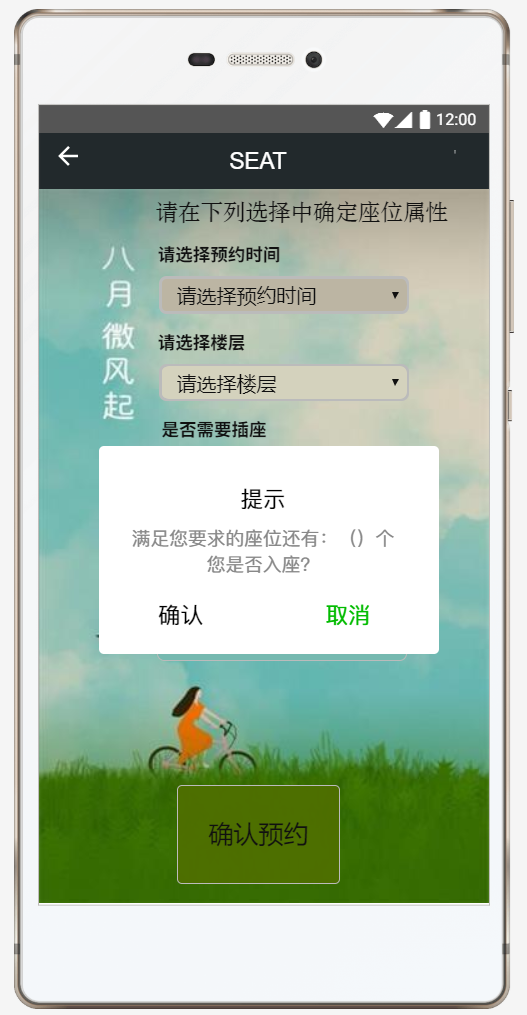 12:00
SEAT
请在下列选择中确定座位属性
八月微风起
请选择预约时间
请选择预约时间
请选择楼层
请选择楼层
是否需要插座
提示
满足您要求的座位还有：（）个
您是否入座？
确认
取消
确认预约